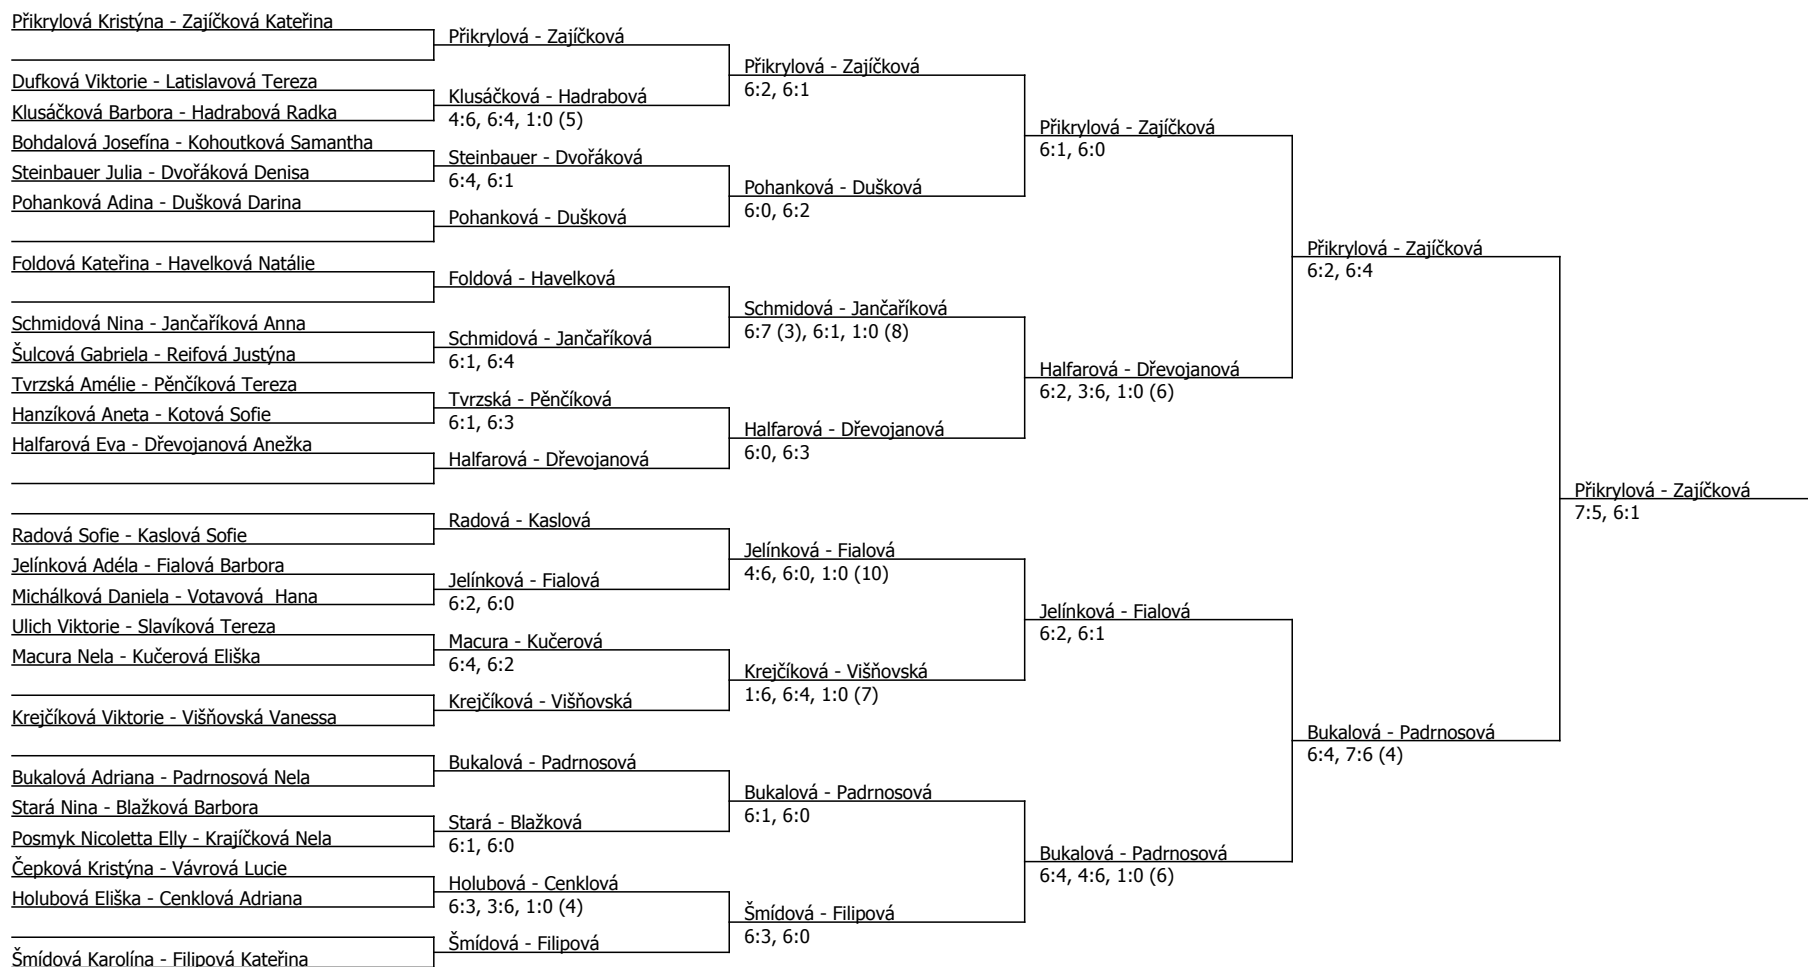 Přikrylová Kristýna - Zajíčková Kateřina
Dufková Viktorie - Latislavová Tereza
Klusáčková Barbora - Hadrabová Radka
Bohdalová Josefína - Kohoutková Samantha
Steinbauer Julia - Dvořáková Denisa
Pohanková Adina - Dušková Darina
Foldová Kateřina - Havelková Natálie
Schmidová Nina - Jančaříková Anna
Šulcová Gabriela - Reifová Justýna
Tvrzská Amélie - Pěnčíková Tereza
Hanzíková Aneta - Kotová Sofie
Halfarová Eva - Dřevojanová Anežka
Radová Sofie - Kaslová Sofie
Jelínková Adéla - Fialová Barbora
Michálková Daniela - Votavová  Hana
Ulich Viktorie - Slavíková Tereza
Macura Nela - Kučerová Eliška
Krejčíková Viktorie - Višňovská Vanessa
Bukalová Adriana - Padrnosová Nela
Stará Nina - Blažková Barbora
Posmyk Nicoletta Elly - Krajíčková Nela
Čepková Kristýna - Vávrová Lucie
Holubová Eliška - Cenklová Adriana
Šmídová Karolína - Filipová Kateřina
Přikrylová - Zajíčková
Klusáčková - Hadrabová
4:6, 6:4, 1:0 (5)
Steinbauer - Dvořáková
6:4, 6:1
Pohanková - Dušková
Foldová - Havelková
Schmidová - Jančaříková
6:1, 6:4
Tvrzská - Pěnčíková
6:1, 6:3
Halfarová - Dřevojanová
Radová - Kaslová
Jelínková - Fialová
6:2, 6:0
Macura - Kučerová
6:4, 6:2
Krejčíková - Višňovská
Bukalová - Padrnosová
Stará - Blažková
6:1, 6:0
Holubová - Cenklová
6:3, 3:6, 1:0 (4)
Šmídová - Filipová
Přikrylová - Zajíčková
6:2, 6:1
Pohanková - Dušková
6:0, 6:2
Schmidová - Jančaříková
6:7 (3), 6:1, 1:0 (8)
Halfarová - Dřevojanová
6:0, 6:3
Jelínková - Fialová
4:6, 6:0, 1:0 (10)
Krejčíková - Višňovská
1:6, 6:4, 1:0 (7)
Bukalová - Padrnosová
6:1, 6:0
Šmídová - Filipová
6:3, 6:0
Přikrylová - Zajíčková
6:1, 6:0
Halfarová - Dřevojanová
6:2, 3:6, 1:0 (6)
Jelínková - Fialová
6:2, 6:1
Bukalová - Padrnosová
6:4, 4:6, 1:0 (6)
Přikrylová - Zajíčková
6:2, 6:4
Bukalová - Padrnosová
6:4, 7:6 (4)
Přikrylová - Zajíčková
7:5, 6:1